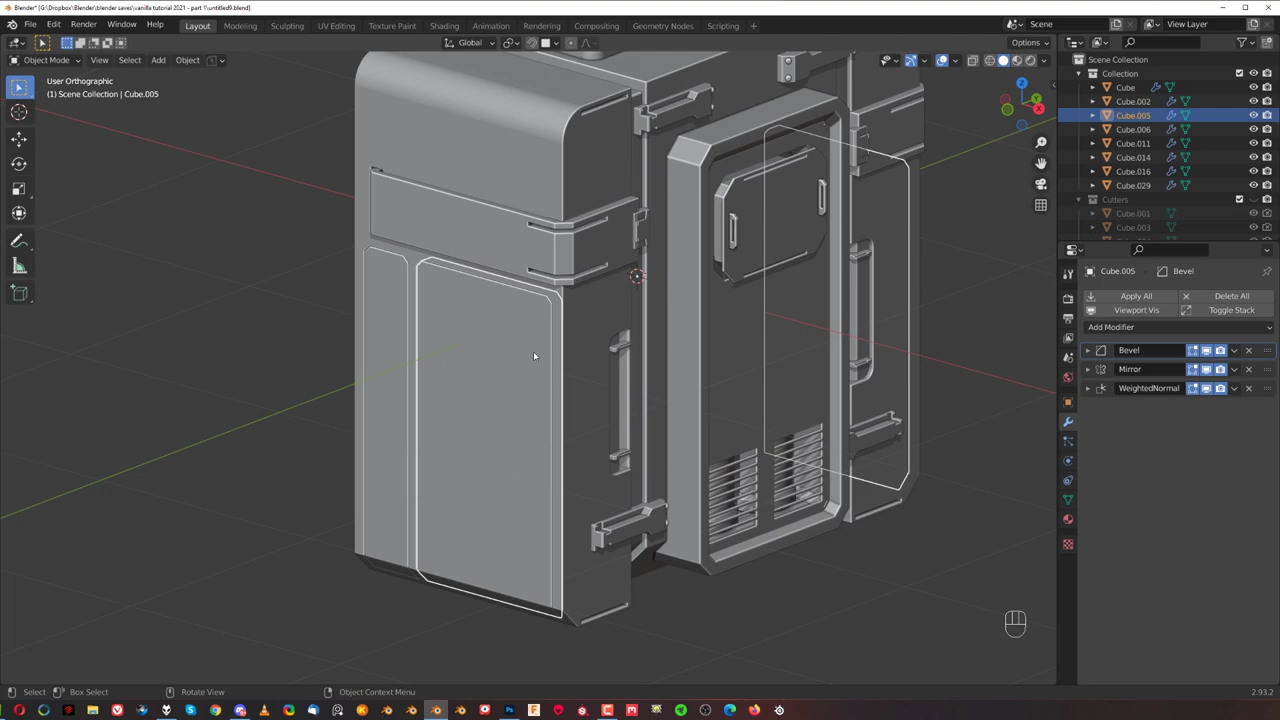 Blender* [G:\Dropbox\Blender\blender saves\vanilla tutorial 2021 - part 1\untitled9.blend]
File Edit Render Window Help Layout Modeling Sculpting UV Editing Texture Paint Shading Animation Rendering Compositing Geometry Nodes Scripting + Scene View Layer
Global Options
Object Mode View Select Add Object
User Orthographic
(1) Scene Collection | Cube.005
Z
Y
X
Scene Collection
Collection
Cube
Cube.002
Cube.005
Cube.006
Cube.011
Cube.014
Cube.016
Cube.029
Cutters
Cube.001
Cube.003
Cube.005 Bevel
Apply All Delete All
Viewport Vis Toggle Stack
Add Modifier
Bevel
Mirror
WeightedNormal
Select Box Select Rotate View Object Context Menu 2.93.2